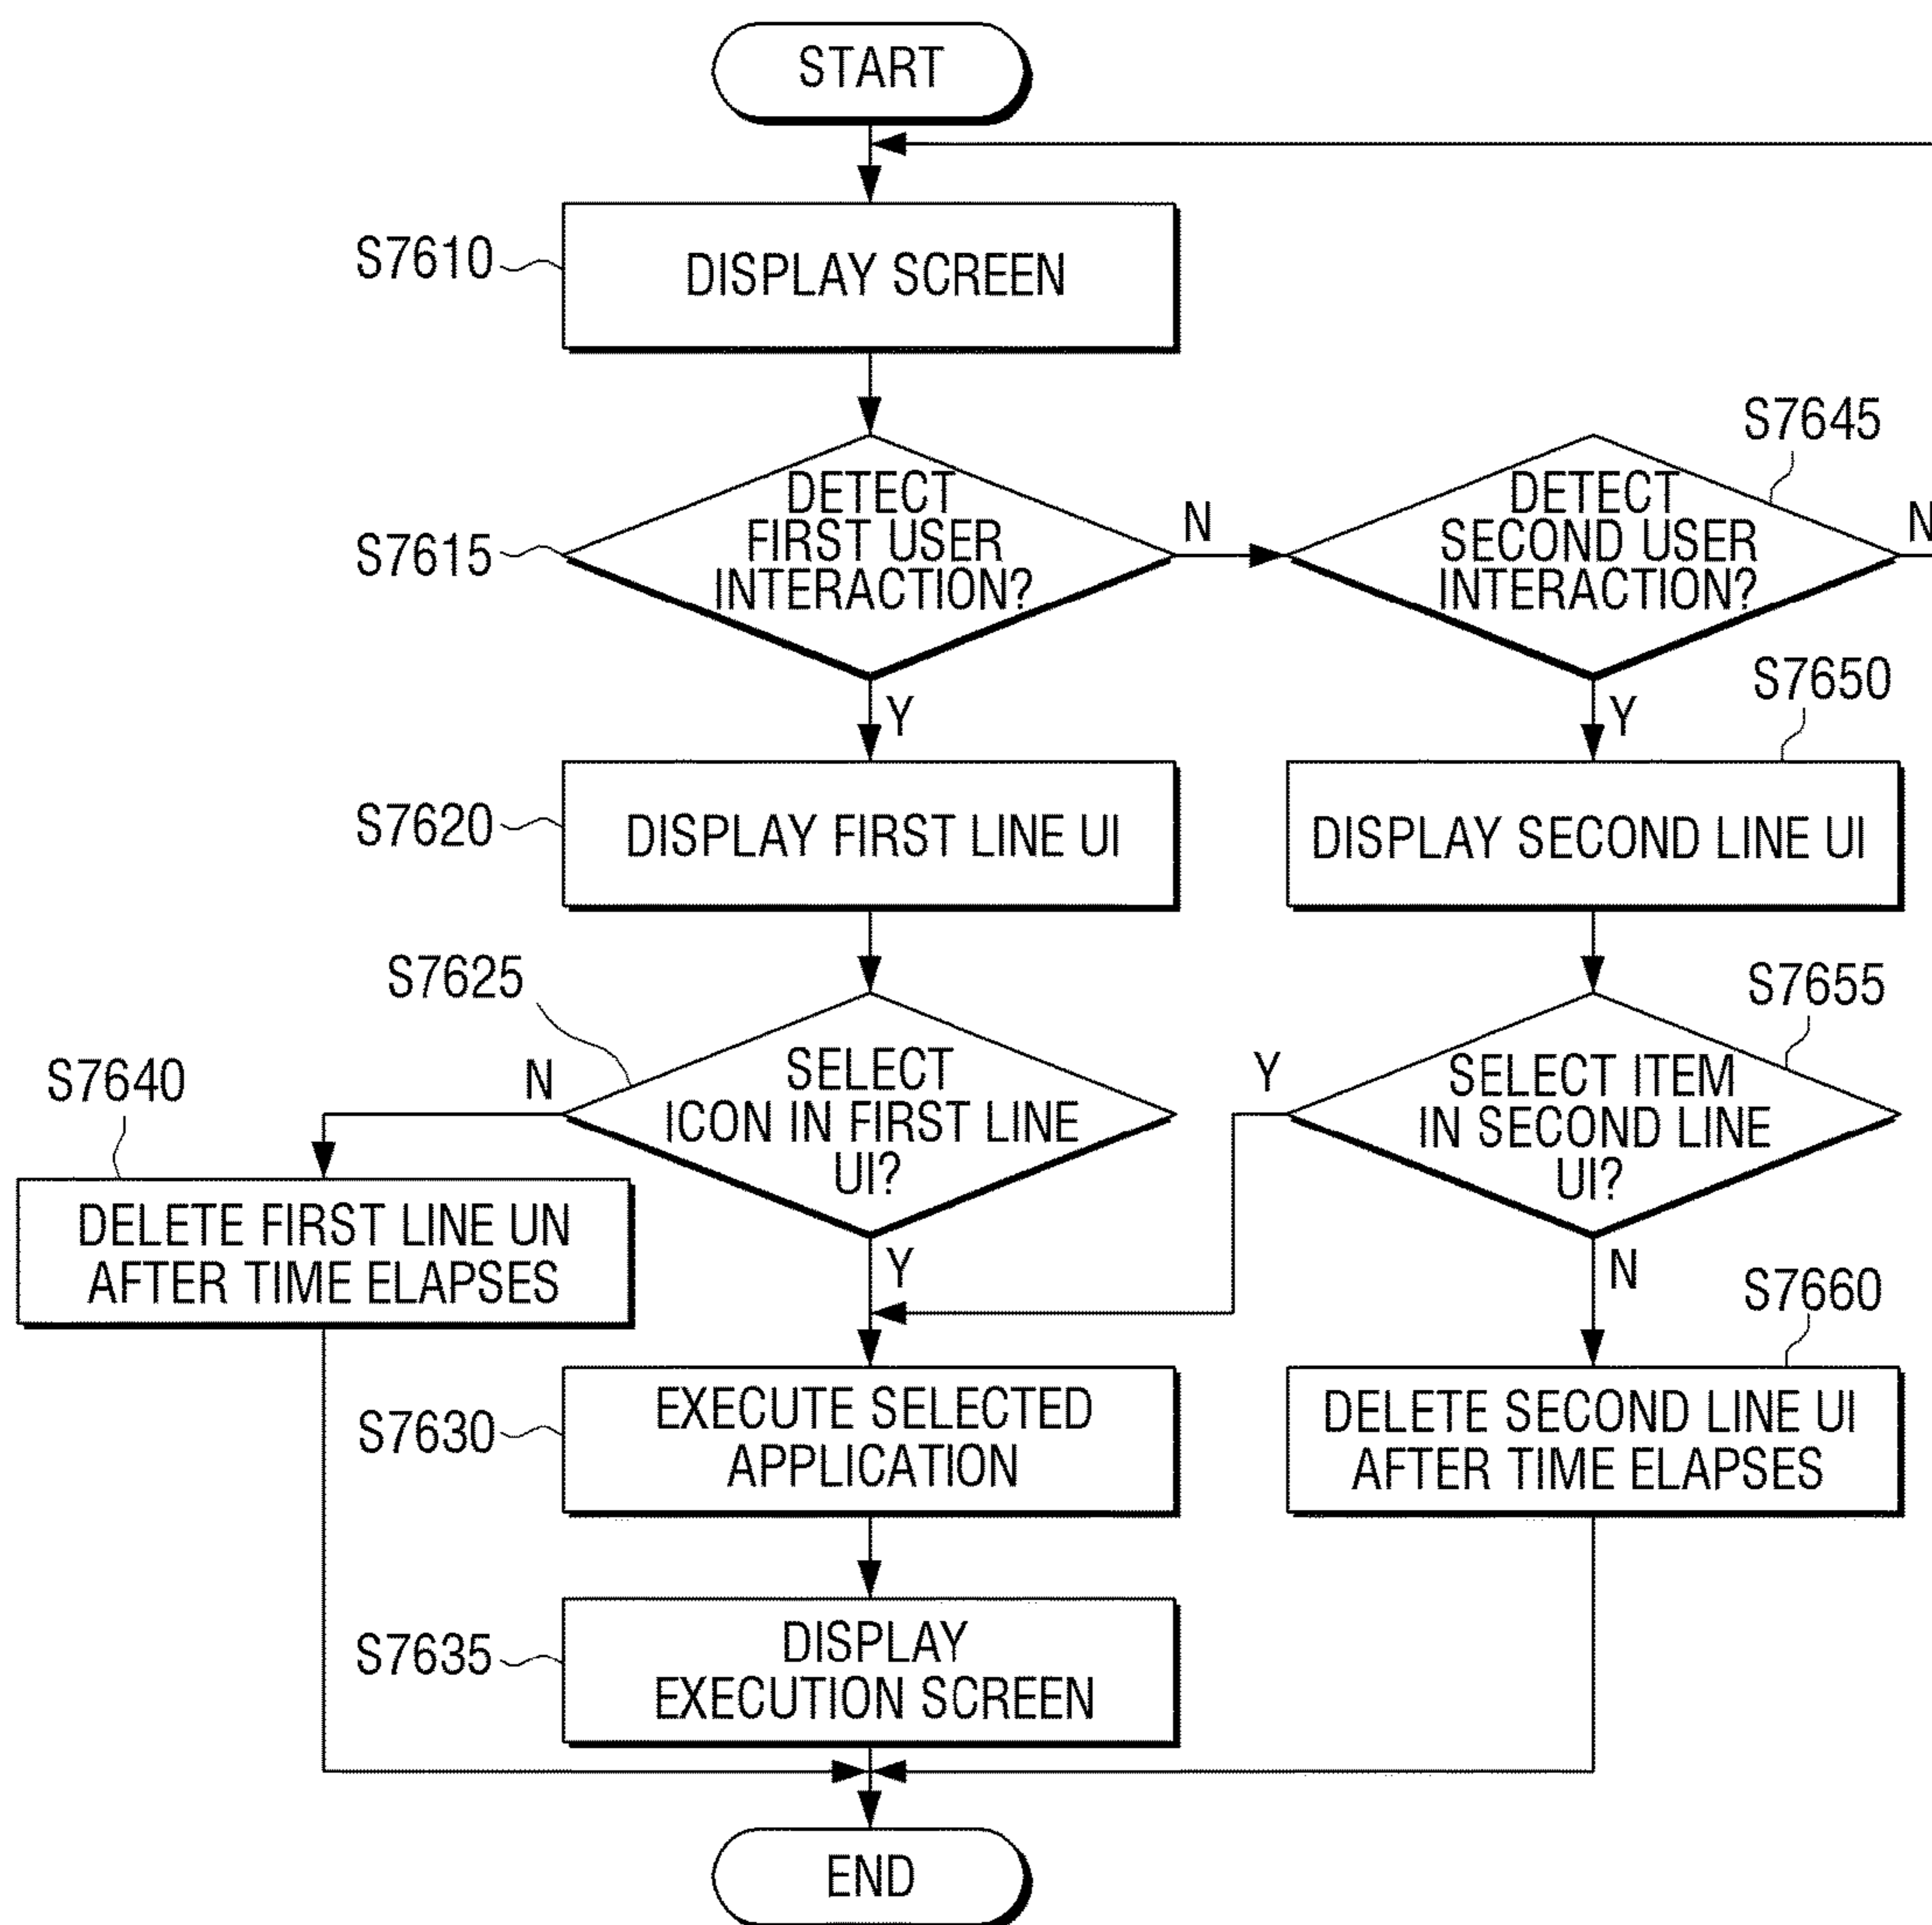 START
S7610
DISPLAY SCREEN
S7615
DETECT
FIRST USER
INTERACTION?
N
S7645
DETECT
SECOND USER
INTERACTION?
N
Y
S7650
Y
S7620
DISPLAY FIRST LINE UI
DISPLAY SECOND LINE UI
S7625
S7655
S7640
N
SELECT
ICON IN FIRST LINE
UI?
Y
SELECT ITEM
IN SECOND LINE
UI?
DELETE FIRST LINE UN
AFTER TIME ELAPSES
Y
N
S7660
S7630
EXECUTE SELECTED
APPLICATION
DELETE SECOND LINE UI
AFTER TIME ELAPSES
S7635
DISPLAY
EXECUTION SCREEN
END